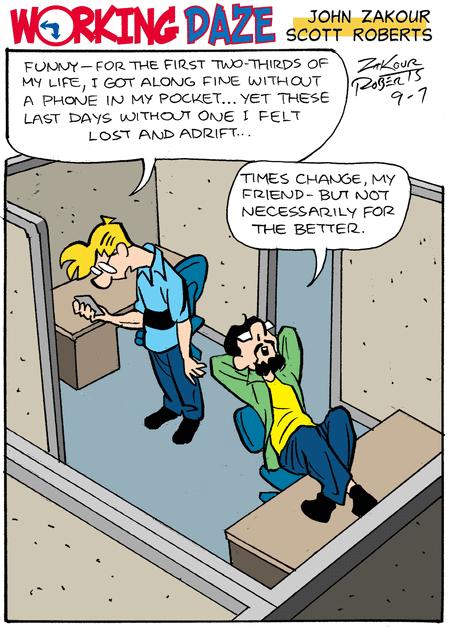 WORKING DAZE
JOHN ZAKOUR
SCOTT ROBERTS
FUNNY—FOR THE FIRST TWO-THIRDS OF
MY LIFE, I GOT ALONG FINE WITHOUT
A PHONE IN MY POCKET... YET THESE
LAST DAYS WITHOUT ONE I FELT
LOST AND ADRIFT...
ZAKOUR
ROBERTS
9-7
TIMES CHANGE, MY
FRIEND- BUT NOT
NECESSARILY FOR
THE BETTER.